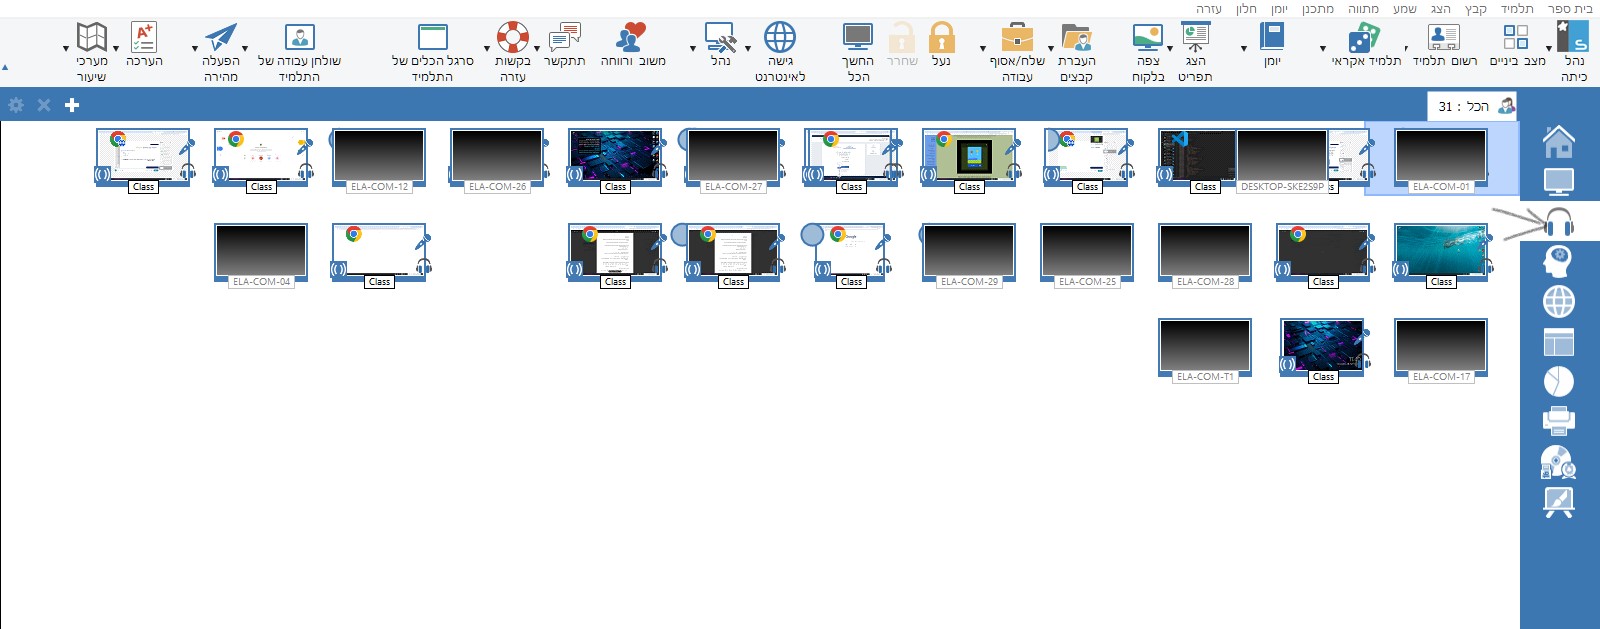 בית ספר תלמיד קבץ הצג שמע מתווה מתכנן יומן חלון עזרה
נהל כיתה
מצב ביניים
רשום תלמיד
תלמיד אקראי
יומן
הצג תפריט
צפה בלקוח
העברת קבצים
שלח/אסוף עבודה
נעל
שחרר
החשך הכל
גישה לאינטרנט
נהל
משוב ורווחה
תתקשר
בקשות עזרה
סרגל הכלים של התלמיד
שולחן עבודה של התלמיד
הפעלה מהירה
הערכה
מערכי שיעור
הכל : 31
ELA-COM-01
DESKTOP-SKE2S9P
Class
Class
Class
Class
ELA-COM-27
Class
ELA-COM-26
ELA-COM-12
Class
Class
Class
Class
ELA-COM-28
ELA-COM-25
ELA-COM-29
Class
Class
Class
Class
ELA-COM-04
ELA-COM-17
Class
ELA-COM-T1